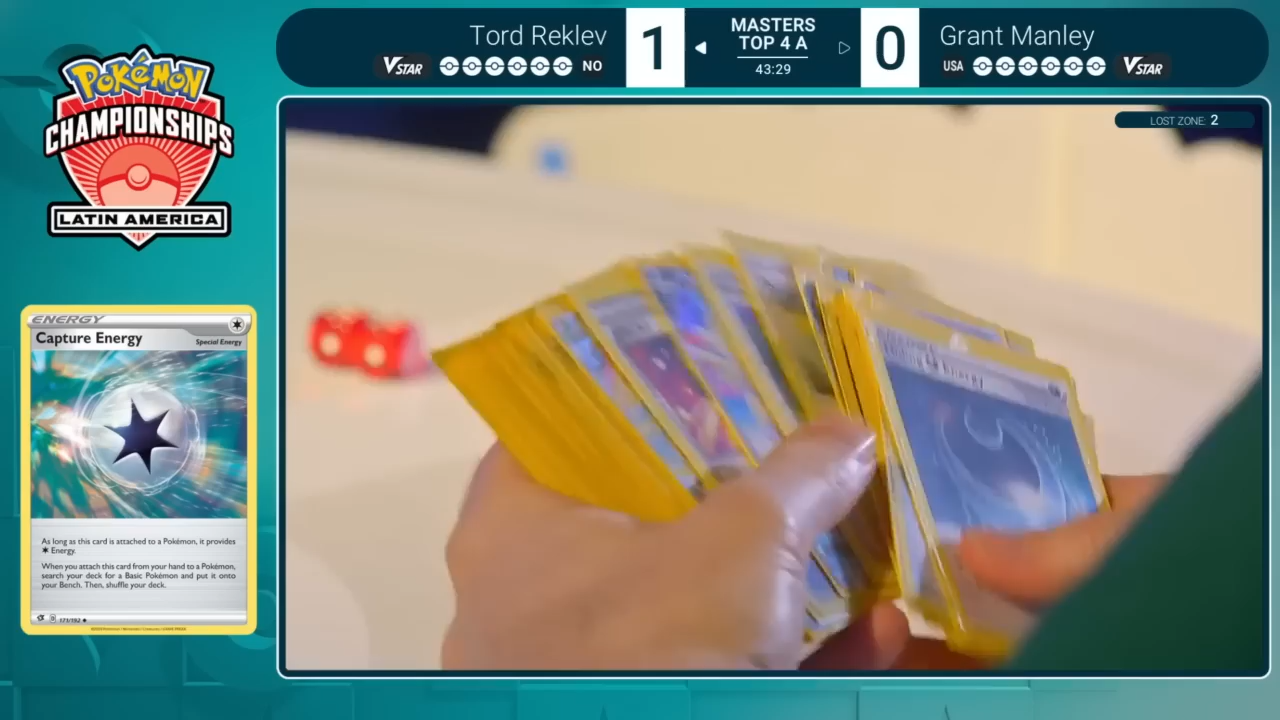 Tord Reklev
VSTAR
NO
1
MASTERS
TOP 4 A
43:29
0
Grant Manley
USA
VSTAR
LOST ZONE: 2
Pokémon
CHAMPIONSHIPS
LATIN AMERICA
ENERGY
Capture Energy
Special Energy
As long as this card is attached to a Pokémon, it provides
Energy.
When you attach this card from your hand to a Pokémon,
search your deck for a Basic Pokémon and put it onto
your Bench. Then, shuffle your deck.
171/192